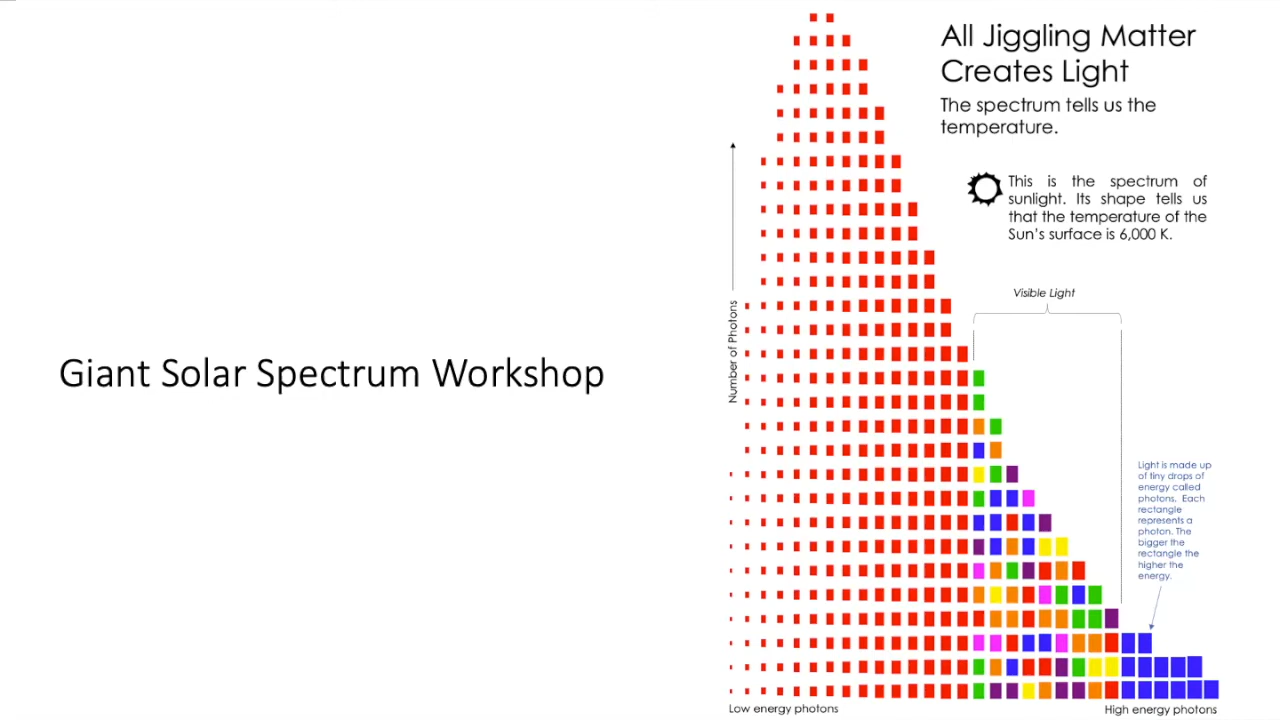 Giant Solar Spectrum Workshop
All Jiggling Matter
Creates Light
The spectrum tells us the
temperature.
This is the spectrum of
sunlight. Its shape tells us
that the temperature of the
Sun's surface is 6,000 K.
Visible Light
Number of Photons
Light is made up
of tiny drops of
energy called
photons. Each
rectangle
represents a
photon. The
bigger the
rectangle the
higher the
energy.
Low energy photons
High energy photons